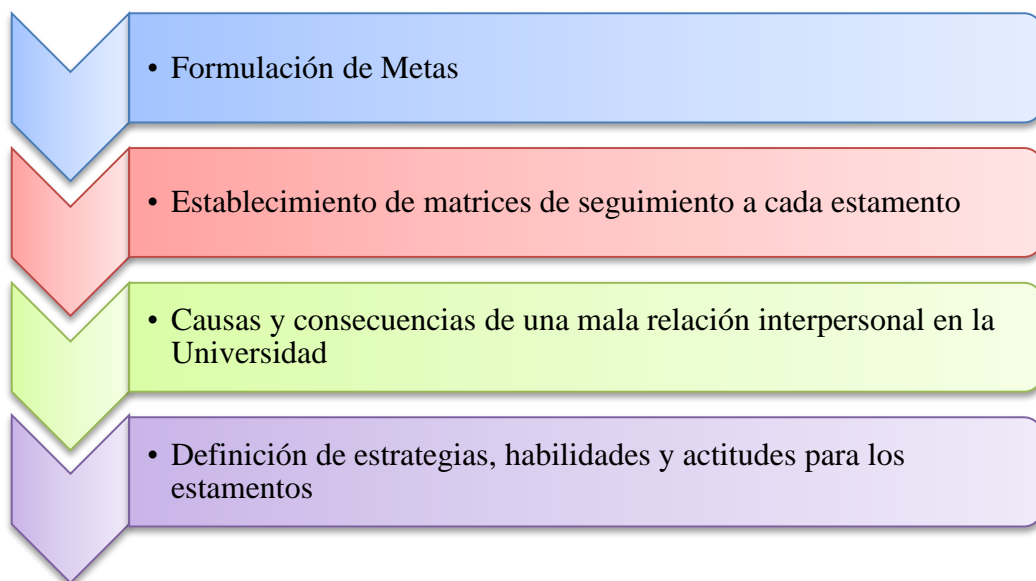 • Formulación de Metas
• Establecimiento de matrices de seguimiento a cada estamento
• Causas y consecuencias de una mala relación interpersonal en la
Universidad
• Definición de estrategias, habilidades y actitudes para los
estamentos